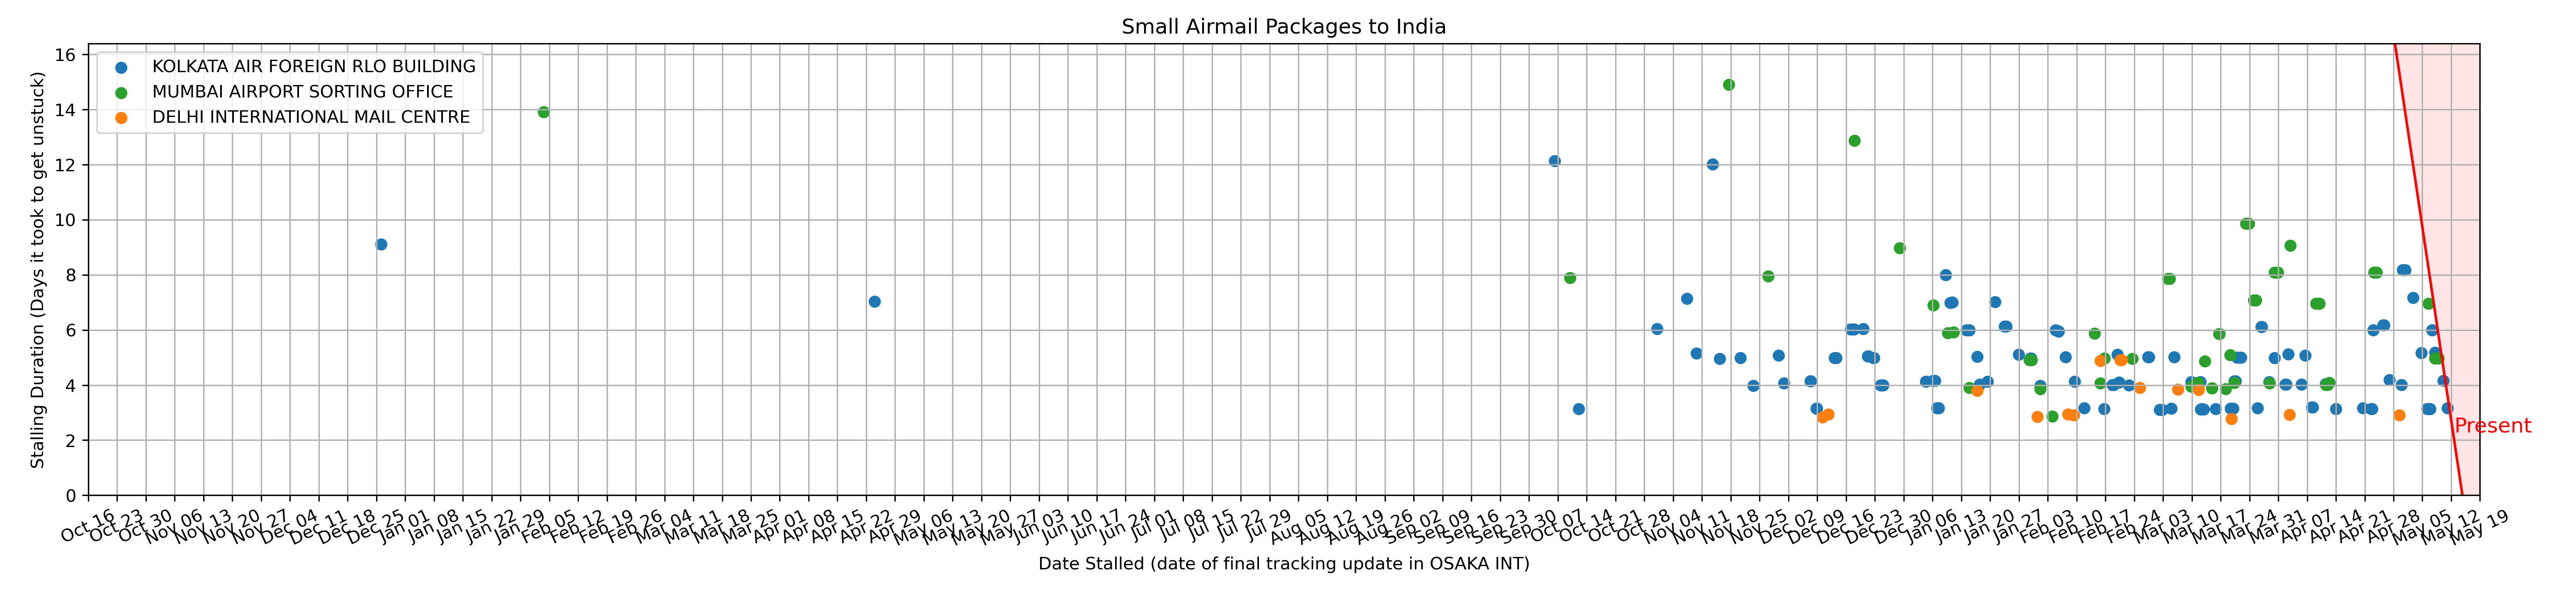 Small Airmail Packages to India
KOLKATA AIR FOREIGN RLO BUILDING
MUMBAI AIRPORT SORTING OFFICE
DELHI INTERNATIONAL MAIL CENTRE
Stalling Duration (Days it took to get unstuck)
16
14
12
10
8
6
4
2
0
Present
Oct 16
Oct 23
Oct 30
Nov 06
Nov 13
Nov 20
Nov 27
Dec 04
Dec 11
Dec 18
Dec 25
Jan 01
Jan 08
Jan 15
Jan 22
Jan 29
Feb 05
Feb 12
Feb 19
Feb 26
Mar 04
Mar 11
Mar 18
Mar 25
Apr 01
Apr 08
Apr 15
Apr 22
Apr 29
May 06
May 13
May 20
May 27
Jun 03
Jun 10
Jun 17
Jun 24
Jul 01
Jul 08
Jul 15
Jul 22
Jul 29
Aug 05
Aug 12
Aug 19
Aug 26
Sep 02
Sep 09
Sep 16
Sep 23
Sep 30
Oct 07
Oct 14
Oct 21
Oct 28
Nov 04
Nov 11
Nov 18
Nov 25
Dec 02
Dec 09
Dec 16
Dec 23
Dec 30
Jan 06
Jan 13
Jan 20
Jan 27
Feb 03
Feb 10
Feb 17
Feb 24
Mar 03
Mar 10
Mar 17
Mar 24
Mar 31
Apr 07
Apr 14
Apr 21
Apr 28
May 05
May 12
May 19
Date Stalled (date of final tracking update in OSAKA INT)